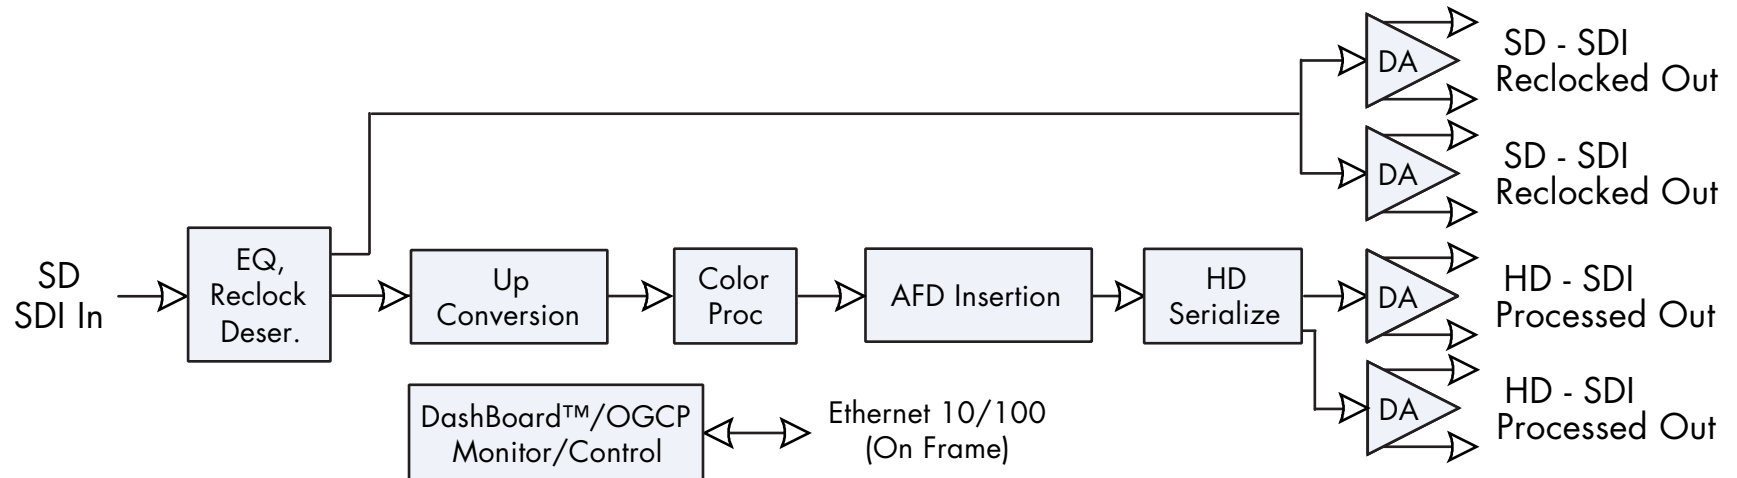 DA
SD - SDI
Reclocked Out
DA
SD - SDI
Reclocked Out
SD
SDI In
EQ,
Reclock
Deser.
Up
Conversion
Color
Proc
AFD Insertion
HD
Serialize
DA
HD - SDI
Processed Out
DA
HD - SDI
Processed Out
DashBoard™/OGCP
Monitor/Control
Ethernet 10/100
(On Frame)